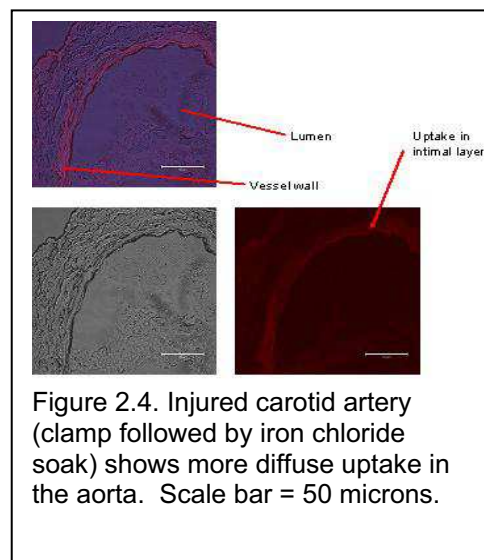 Lumen
Uptake in
intimal layer
Vessel wall
Figure 2.4. Injured carotid artery
(clamp followed by iron chloride
soak) shows more diffuse uptake in
the aorta.  Scale bar = 50 microns.